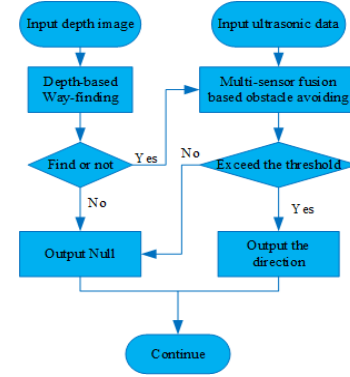 Input depth image
Input ultrasonic data
Depth-based
Way-finding
Multi-sensor fusion
based obstacle avoiding
Find or not
Yes
No
Exceed the threshold
No
Yes
Output Null
Output the
direction
Continue